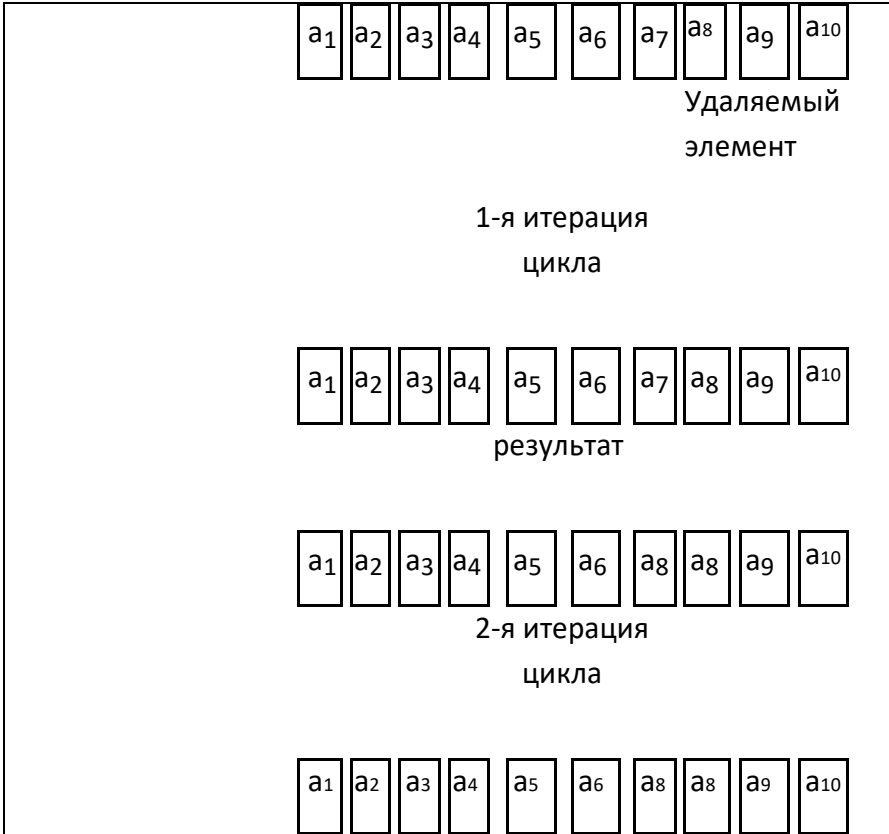 a1 a2 a3 a4 a5 a6 a7 a8 a9 a10
Удаляемый
элемент
1-я итерация
цикла
a1 a2 a3 a4 a5 a6 a7 a8 a9 a10
результат
a1 a2 a3 a4 a5 a6 a8 a8 a9 a10
2-я итерация
цикла
a1 a2 a3 a4 a5 a6 a8 a8 a9 a10